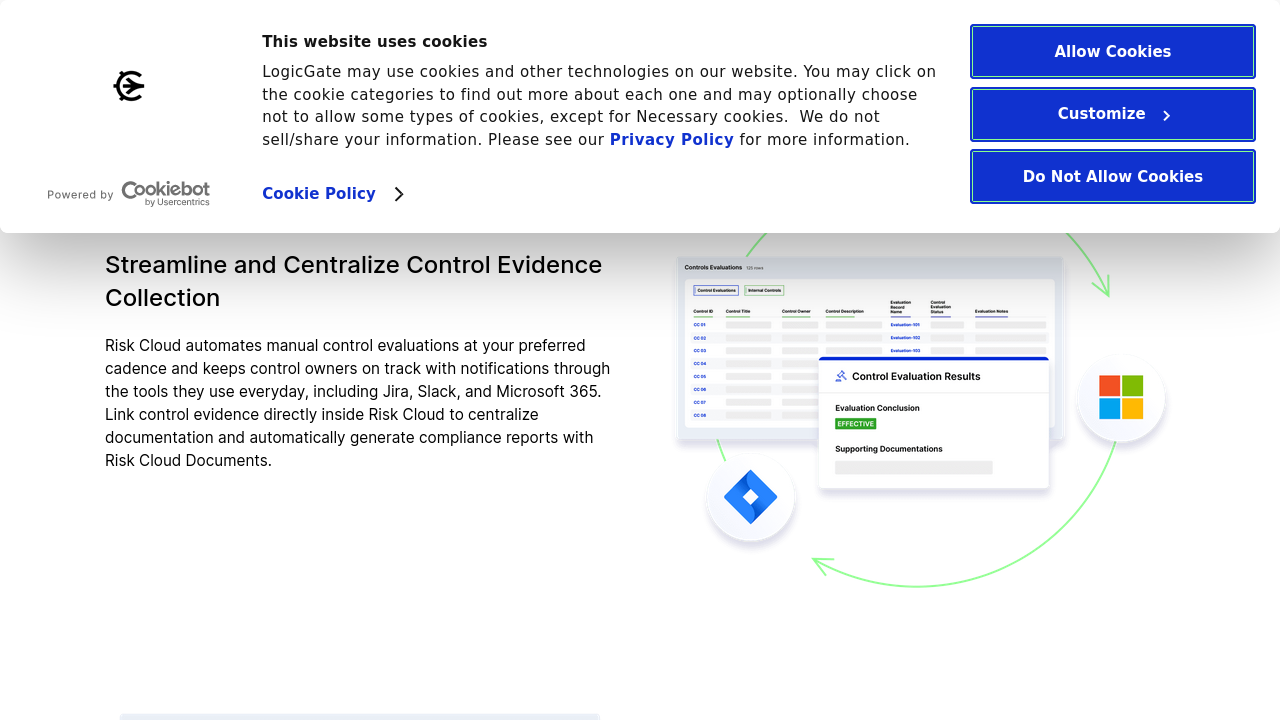 This website uses cookies
LogicGate may use cookies and other technologies on our website. You may click on
the cookie categories to find out more about each one and may optionally choose
not to allow some types of cookies, except for Necessary cookies.  We do not
sell/share your information. Please see our Privacy Policy for more information.
Cookie Policy
Powered by Cookiebot
by Usercentrics
Allow Cookies
Customize
Do Not Allow Cookies
Streamline and Centralize Control Evidence
Collection
Risk Cloud automates manual control evaluations at your preferred
cadence and keeps control owners on track with notifications through
the tools they use everyday, including Jira, Slack, and Microsoft 365.
Link control evidence directly inside Risk Cloud to centralize
documentation and automatically generate compliance reports with
Risk Cloud Documents.
Controls Evaluations 125 rows
Control Evaluations Internal Controls
Control ID Control Title Control Owner Control Description Evaluation Record Name Control Evaluation Status Evaluation Notes
CC 01 Evaluation-101
CC 02 Evaluation-102
CC 03 Evaluation-103
CC 04
CC 05
CC 06
CC 07
CC 08
Control Evaluation Results
Evaluation Conclusion
EFFECTIVE
Supporting Documentations